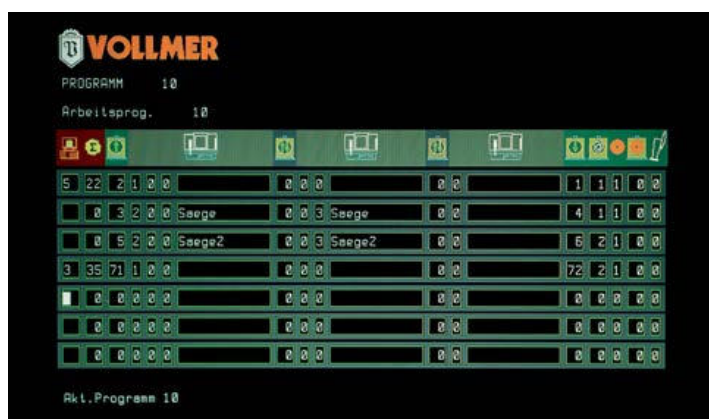 VOLLMER
PROGRAMM 10
Arbeitsprog. 10
Σ
5 22 2 1 0 0 0 0 0 0 0 1 1 1 0 0
0 3 2 0 0 Saege 0 0 3 Saege 0 0 4 1 1 0 0
0 5 2 0 0 Saege2 0 0 3 Saege2 0 0 6 2 1 0 0
3 35 71 1 0 0 0 0 0 0 0 72 2 1 0 0
0 0 0 0 0 0 0 0 0 0 0 0 0 0 0
0 0 0 0 0 0 0 0 0 0 0 0 0 0 0
0 0 0 0 0 0 0 0 0 0 0 0 0 0 0
Akt.Programm 10